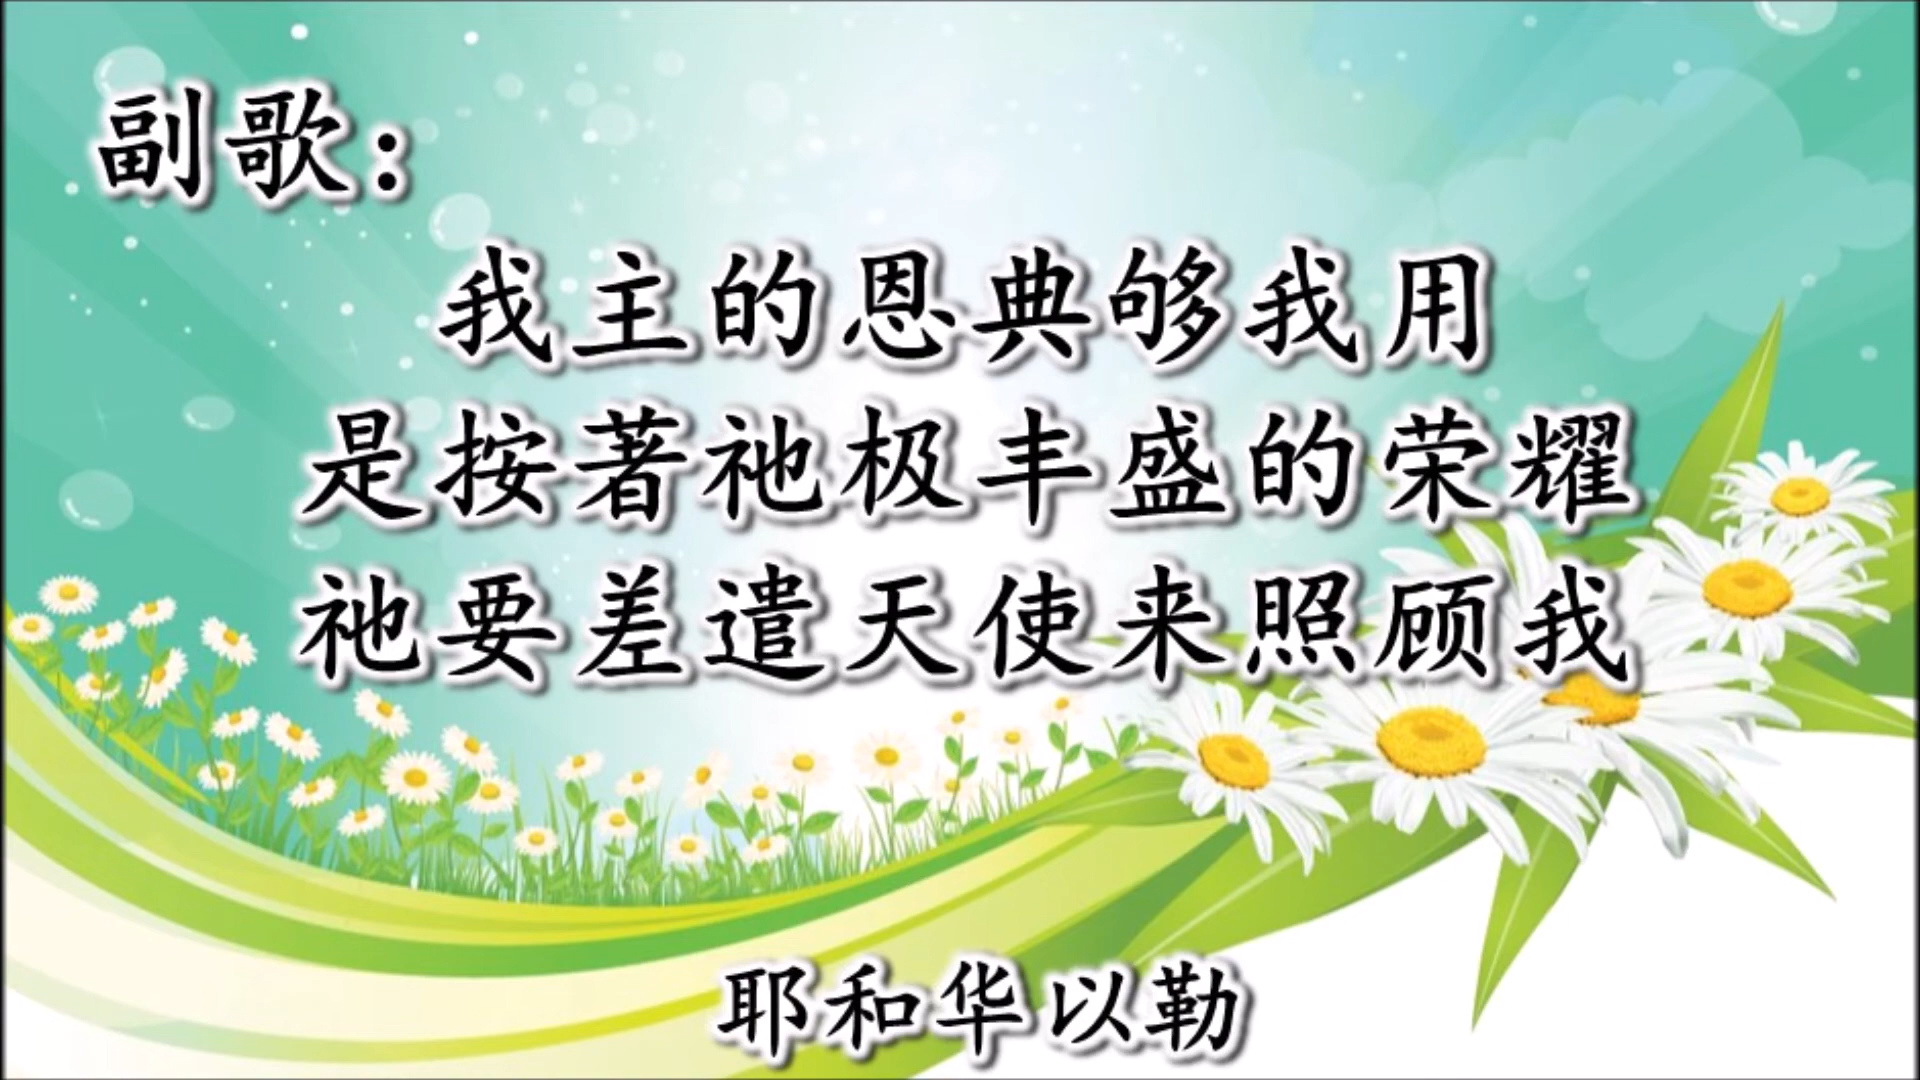 副歌：
我主的恩典够我用
是按著祂极丰盛的荣耀
祂要差遣天使来照顾我
耶和华以勒